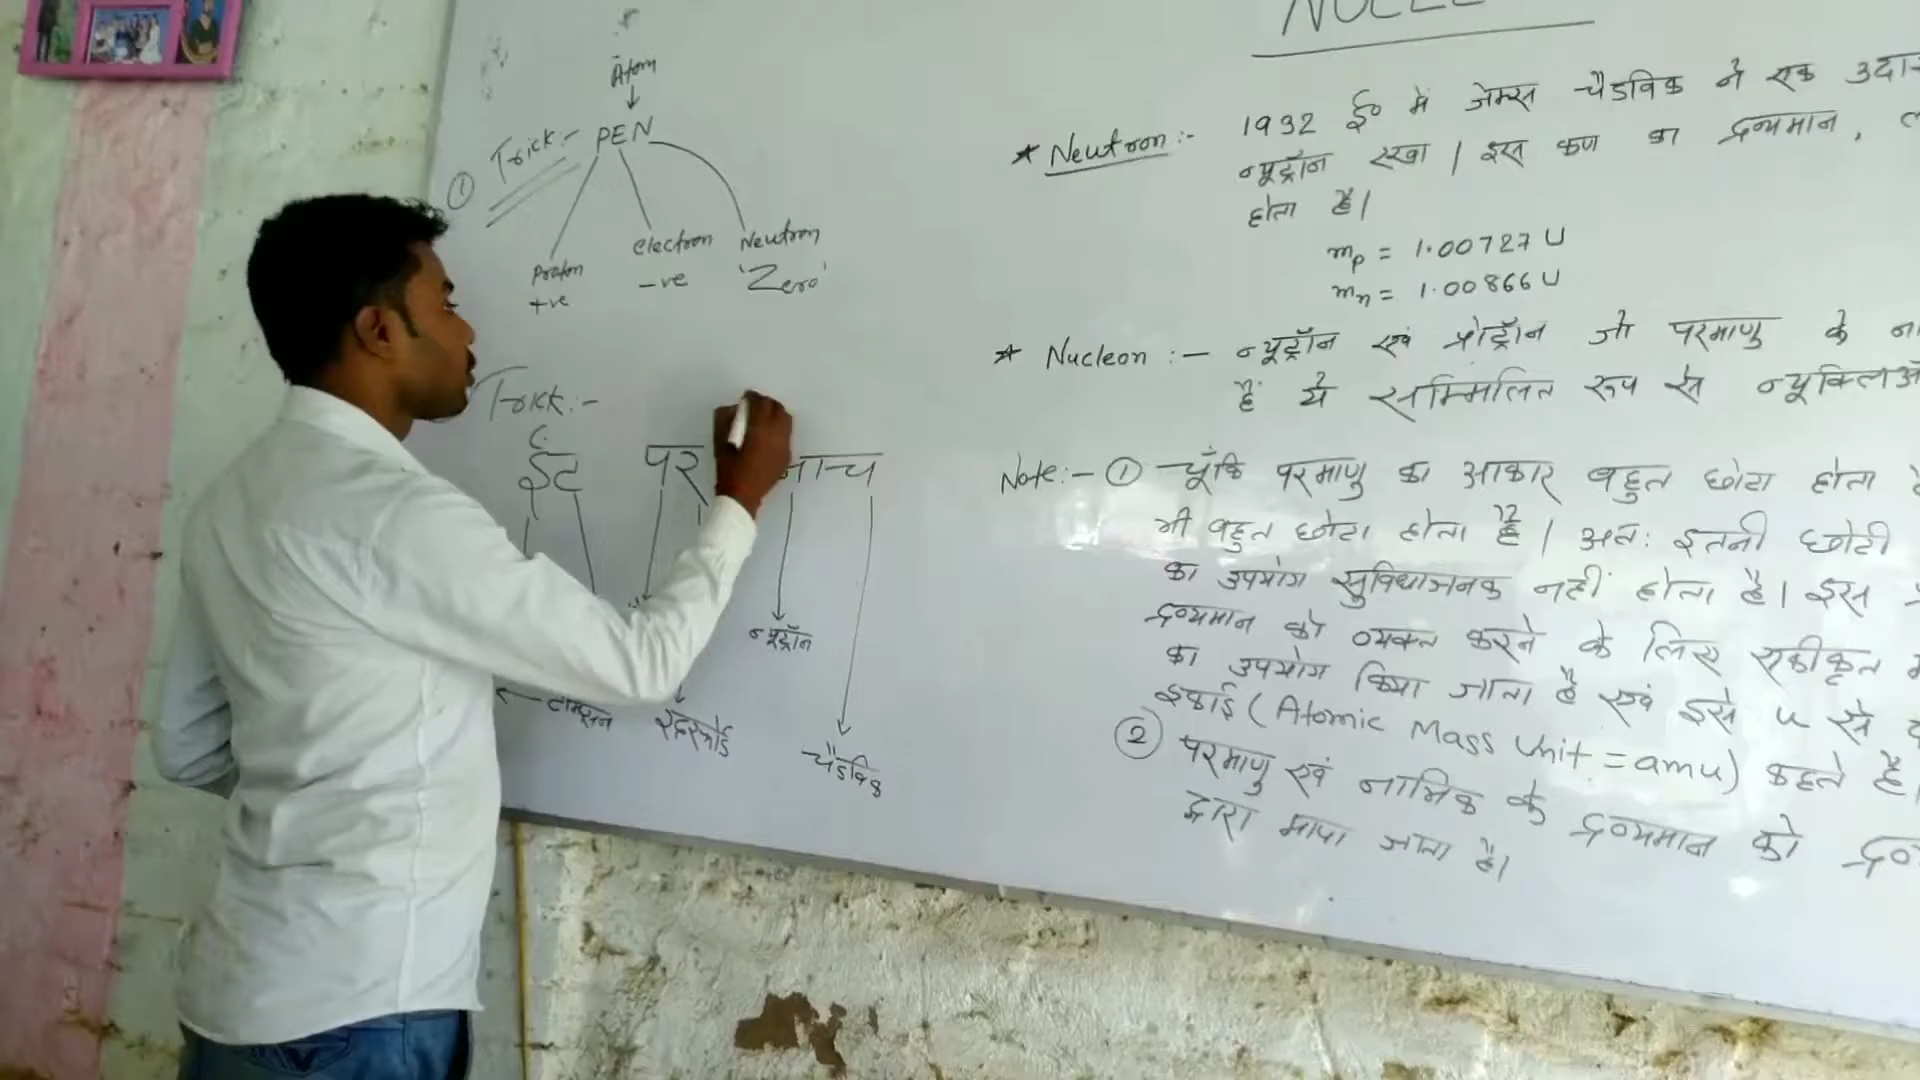 Atom
① Trick:- PEN
Proton electron Neutron
+ve -ve 'Zero'
Trick:-
ईंट पर नाच
न्यूट्रॉन
टामसन रदरफोर्ड चैडविक
* Neutron:- 1932 ई० में जेम्स चैडविक ने एक
न्यूट्रॉन रखा। इस कण का द्रव्यमान,
होता है।
mp = 1.00727 U
mn = 1.00866 U
* Nucleon :- न्यूट्रॉन एवं प्रोट्रॉन जो परमाणु के
हैं ये सम्मिलित रूप से
Note:- ① चूँकि परमाणु का आकार बहुत छोटा होता
भी बहुत छोटा होता है। अतः इतनी छोटी
का उपयोग सुविधाजनक नहीं होता है। इस
द्रव्यमान को व्यक्त करने के लिए एकीकृत
का उपयोग किया जाता है एवं इसे u से
इकाई (Atomic Mass Unit = amu) कहते है।
② परमाणु एवं नाभिक के द्रव्यमान को
द्वारा मापा जाता है।